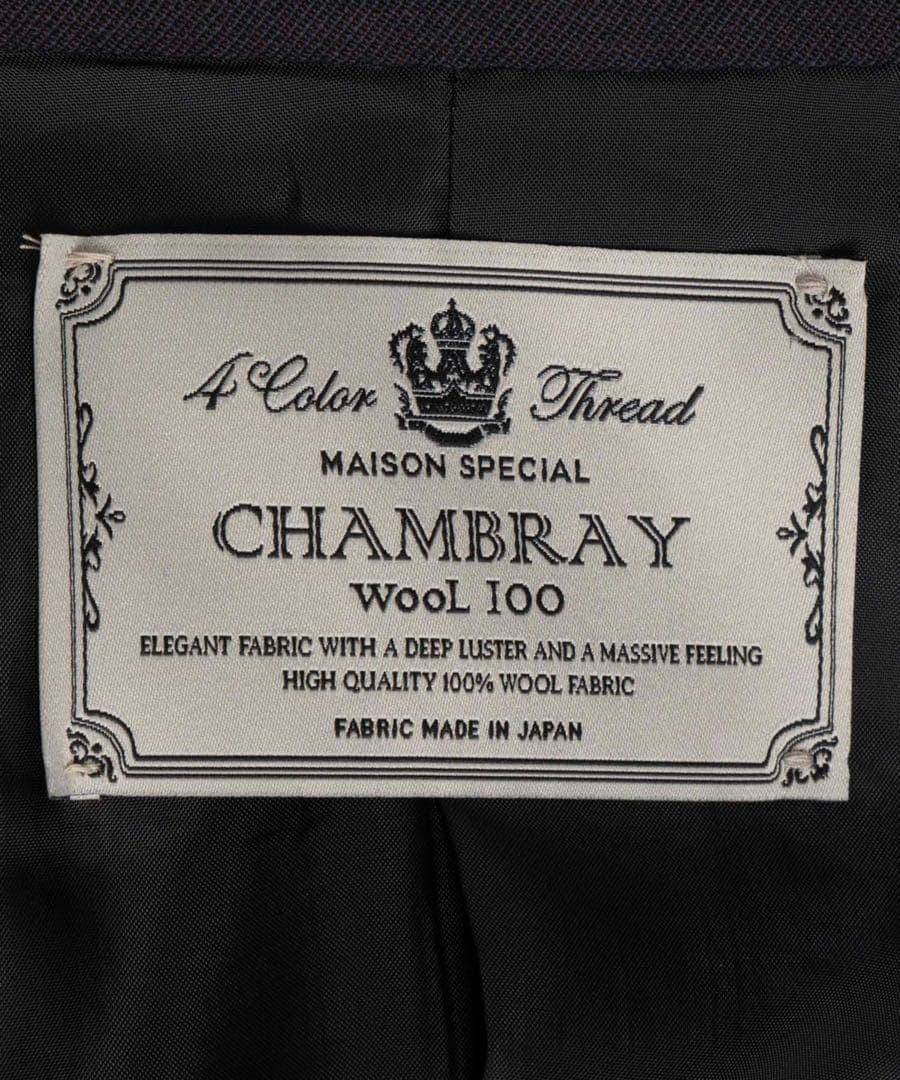 4 Color Thread
MAISON SPECIAL
CHAMBRAY
WOOL 100
ELEGANT FABRIC WITH A DEEP LUSTER AND A MASSIVE FEELING
HIGH QUALITY 100% WOOL FABRIC
FABRIC MADE IN JAPAN